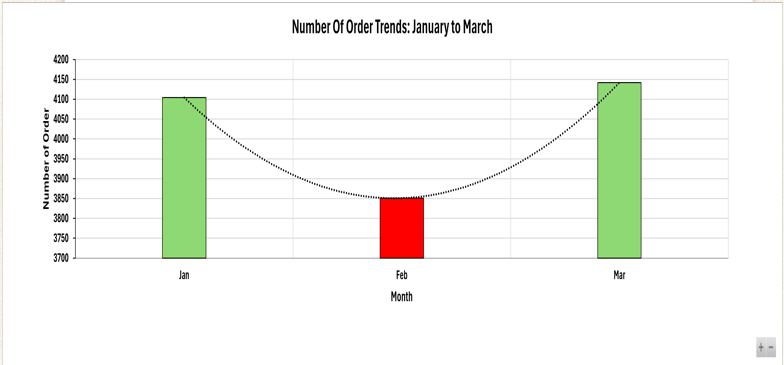 Number Of Order Trends: January to March
4200
4150
4100
4050
4000
3950
3900
3850
3800
3750
3700
Number of Order
Jan
Feb
Mar
Month
+ −